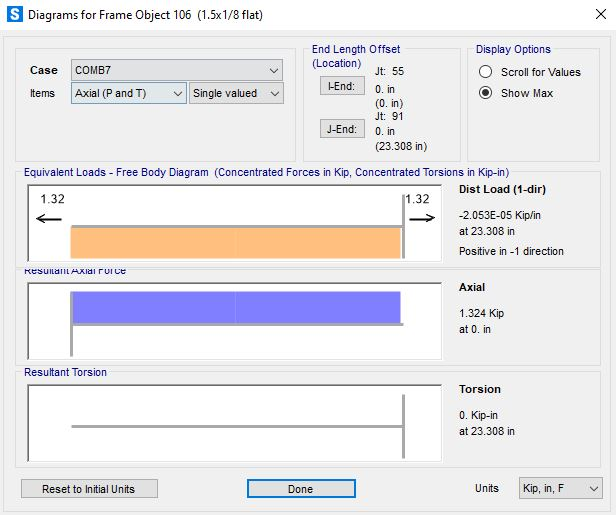 S Diagrams for Frame Object 106 (1.5x1/8 flat)
Case COMB7
Items Axial (P and T) Single valued
End Length Offset
(Location)
I-End: Jt: 55
0. in
(0. in)
J-End: Jt: 91
0. in
(23.308 in)
Display Options
Scroll for Values
Show Max
Equivalent Loads - Free Body Diagram (Concentrated Forces in Kip, Concentrated Torsions in Kip-in)
1.32 1.32
Dist Load (1-dir)
-2.053E-05 Kip/in
at 23.308 in
Positive in -1 direction
Resultant Axial Force
Axial
1.324 Kip
at 0. in
Resultant Torsion
Torsion
0. Kip-in
at 23.308 in
Reset to Initial Units Done Units Kip, in, F